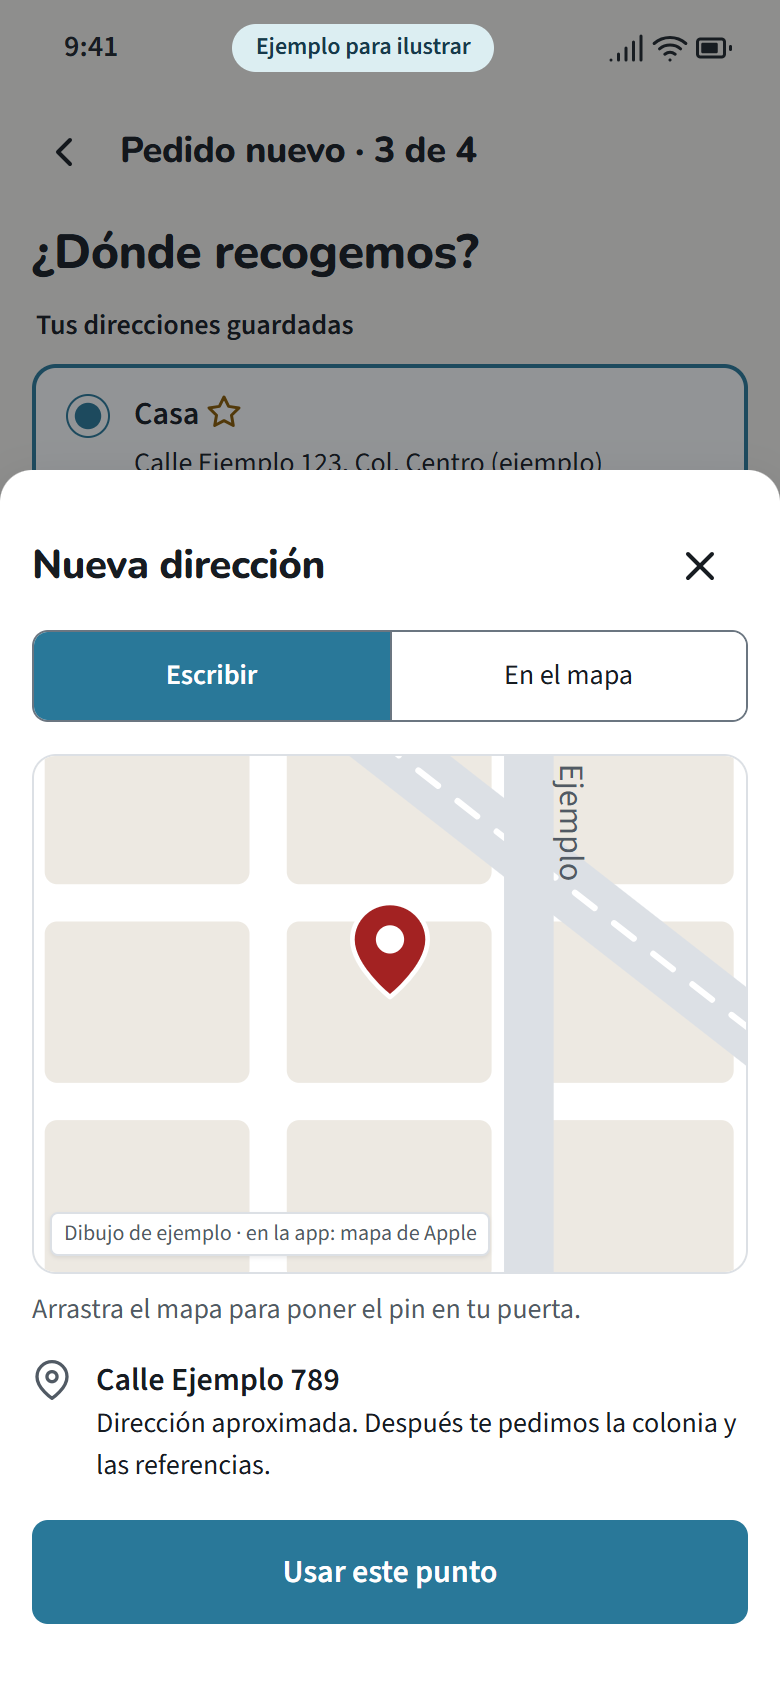 9:41
Ejemplo para ilustrar
Pedido nuevo · 3 de 4
¿Dónde recogemos?
Tus direcciones guardadas
Casa
Calle Ejemplo 123, Col. Centro (ejemplo)
Nueva dirección
Escribir
En el mapa
Ejemplo
Dibujo de ejemplo · en la app: mapa de Apple
Arrastra el mapa para poner el pin en tu puerta.
Calle Ejemplo 789
Dirección aproximada. Después te pedimos la colonia y
las referencias.
Usar este punto